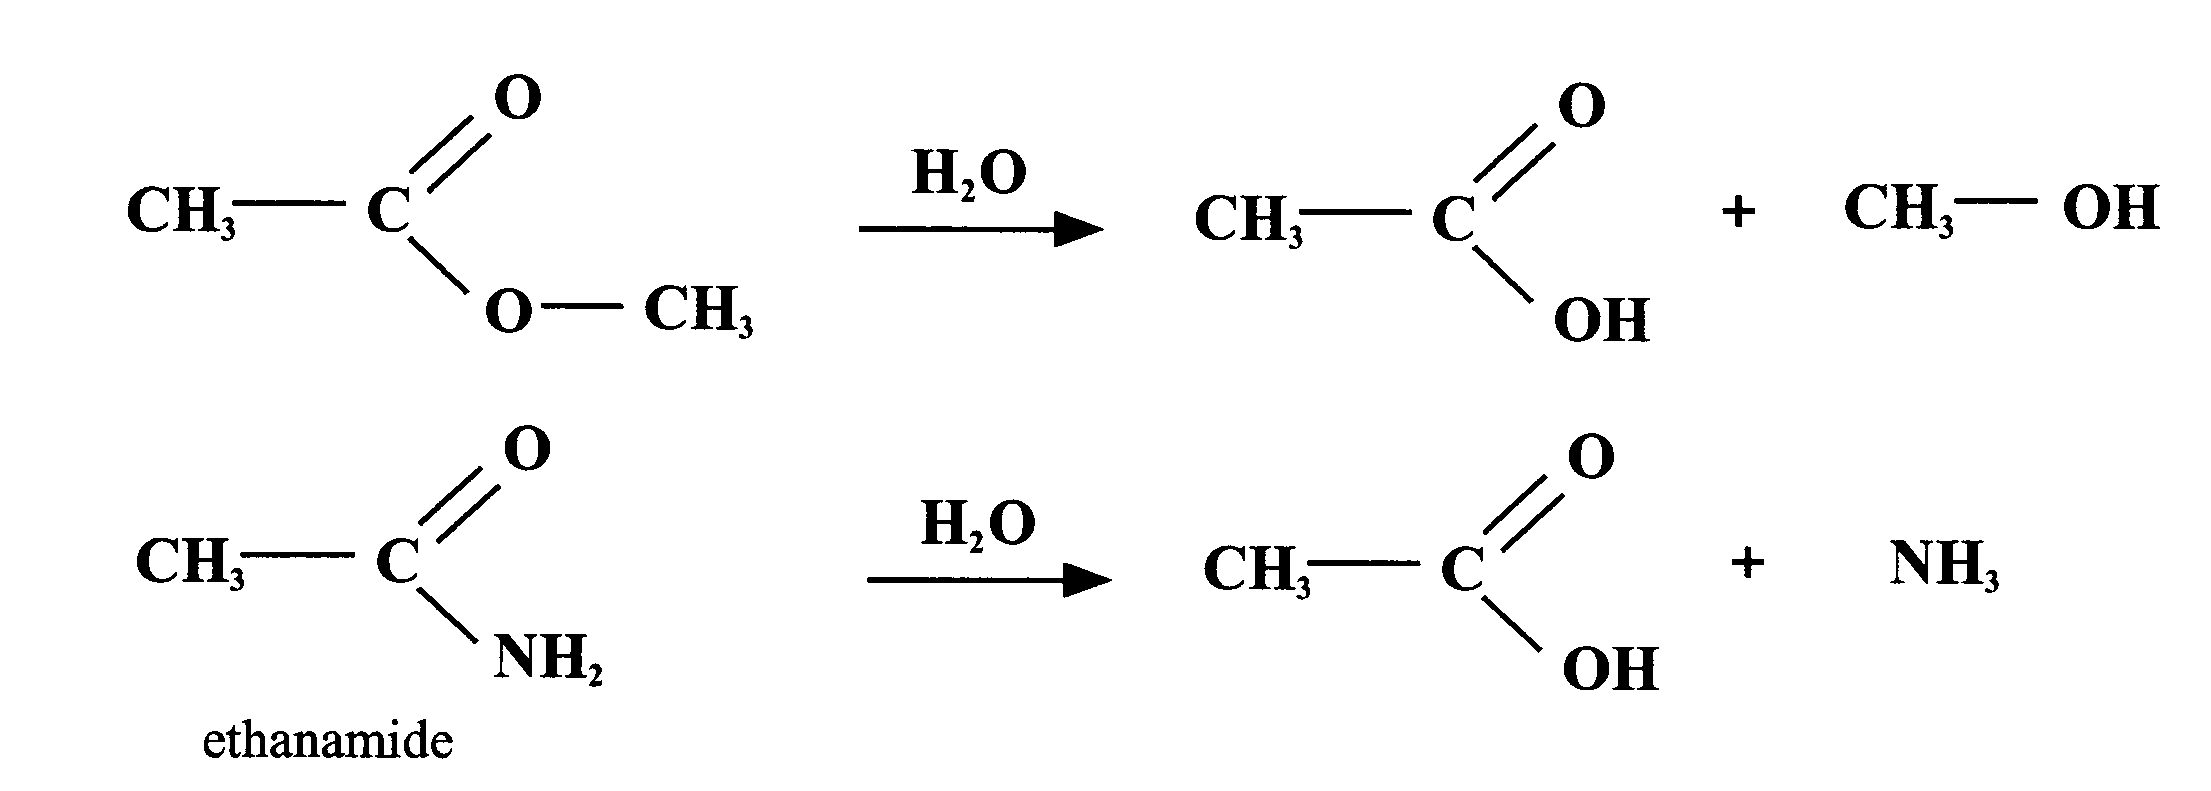 O O
H₂O
CH₃ C CH₃ C + CH₃ OH
O CH₃ OH
O O
H₂O
CH₃ C CH₃ C + NH₃
NH₂ OH
ethanamide